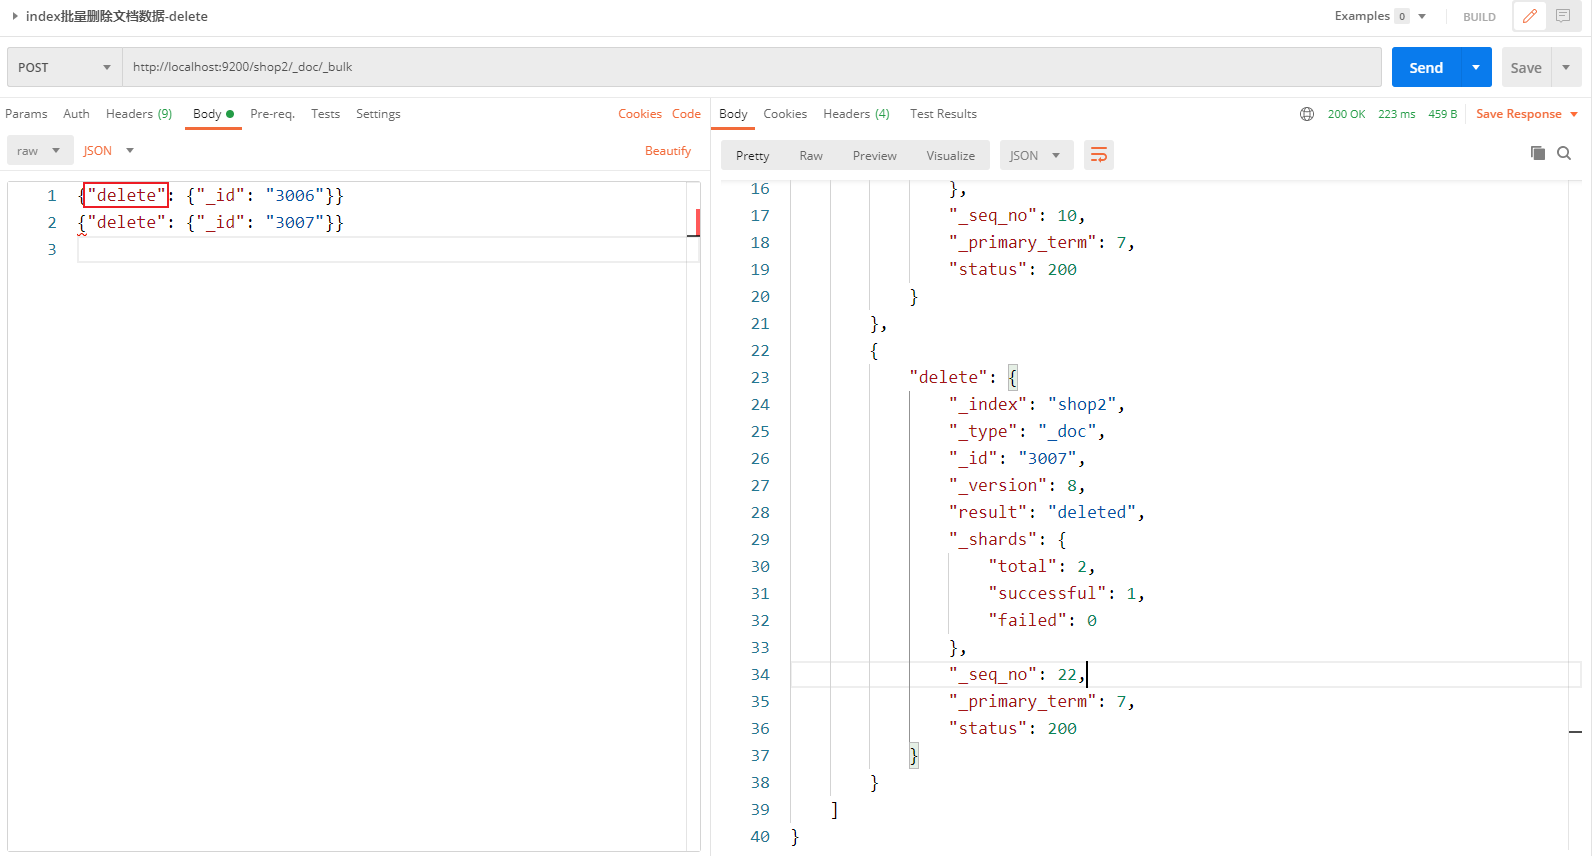 index批量删除文档数据-delete
Examples 0 BUILD
POST http://localhost:9200/shop2/_doc/_bulk Send Save
Params Auth Headers (9) Body Pre-req. Tests Settings Cookies Code
raw JSON Beautify
1 {"delete": {"_id": "3006"}}
2 {"delete": {"_id": "3007"}}
3
Body Cookies Headers (4) Test Results 200 OK 223 ms 459 B Save Response
Pretty Raw Preview Visualize JSON
16 },
17 "_seq_no": 10,
18 "_primary_term": 7,
19 "status": 200
20 }
21 },
22 {
23 "delete": {
24 "_index": "shop2",
25 "_type": "_doc",
26 "_id": "3007",
27 "_version": 8,
28 "result": "deleted",
29 "_shards": {
30 "total": 2,
31 "successful": 1,
32 "failed": 0
33 },
34 "_seq_no": 22,
35 "_primary_term": 7,
36 "status": 200
37 }
38 }
39 ]
40 }